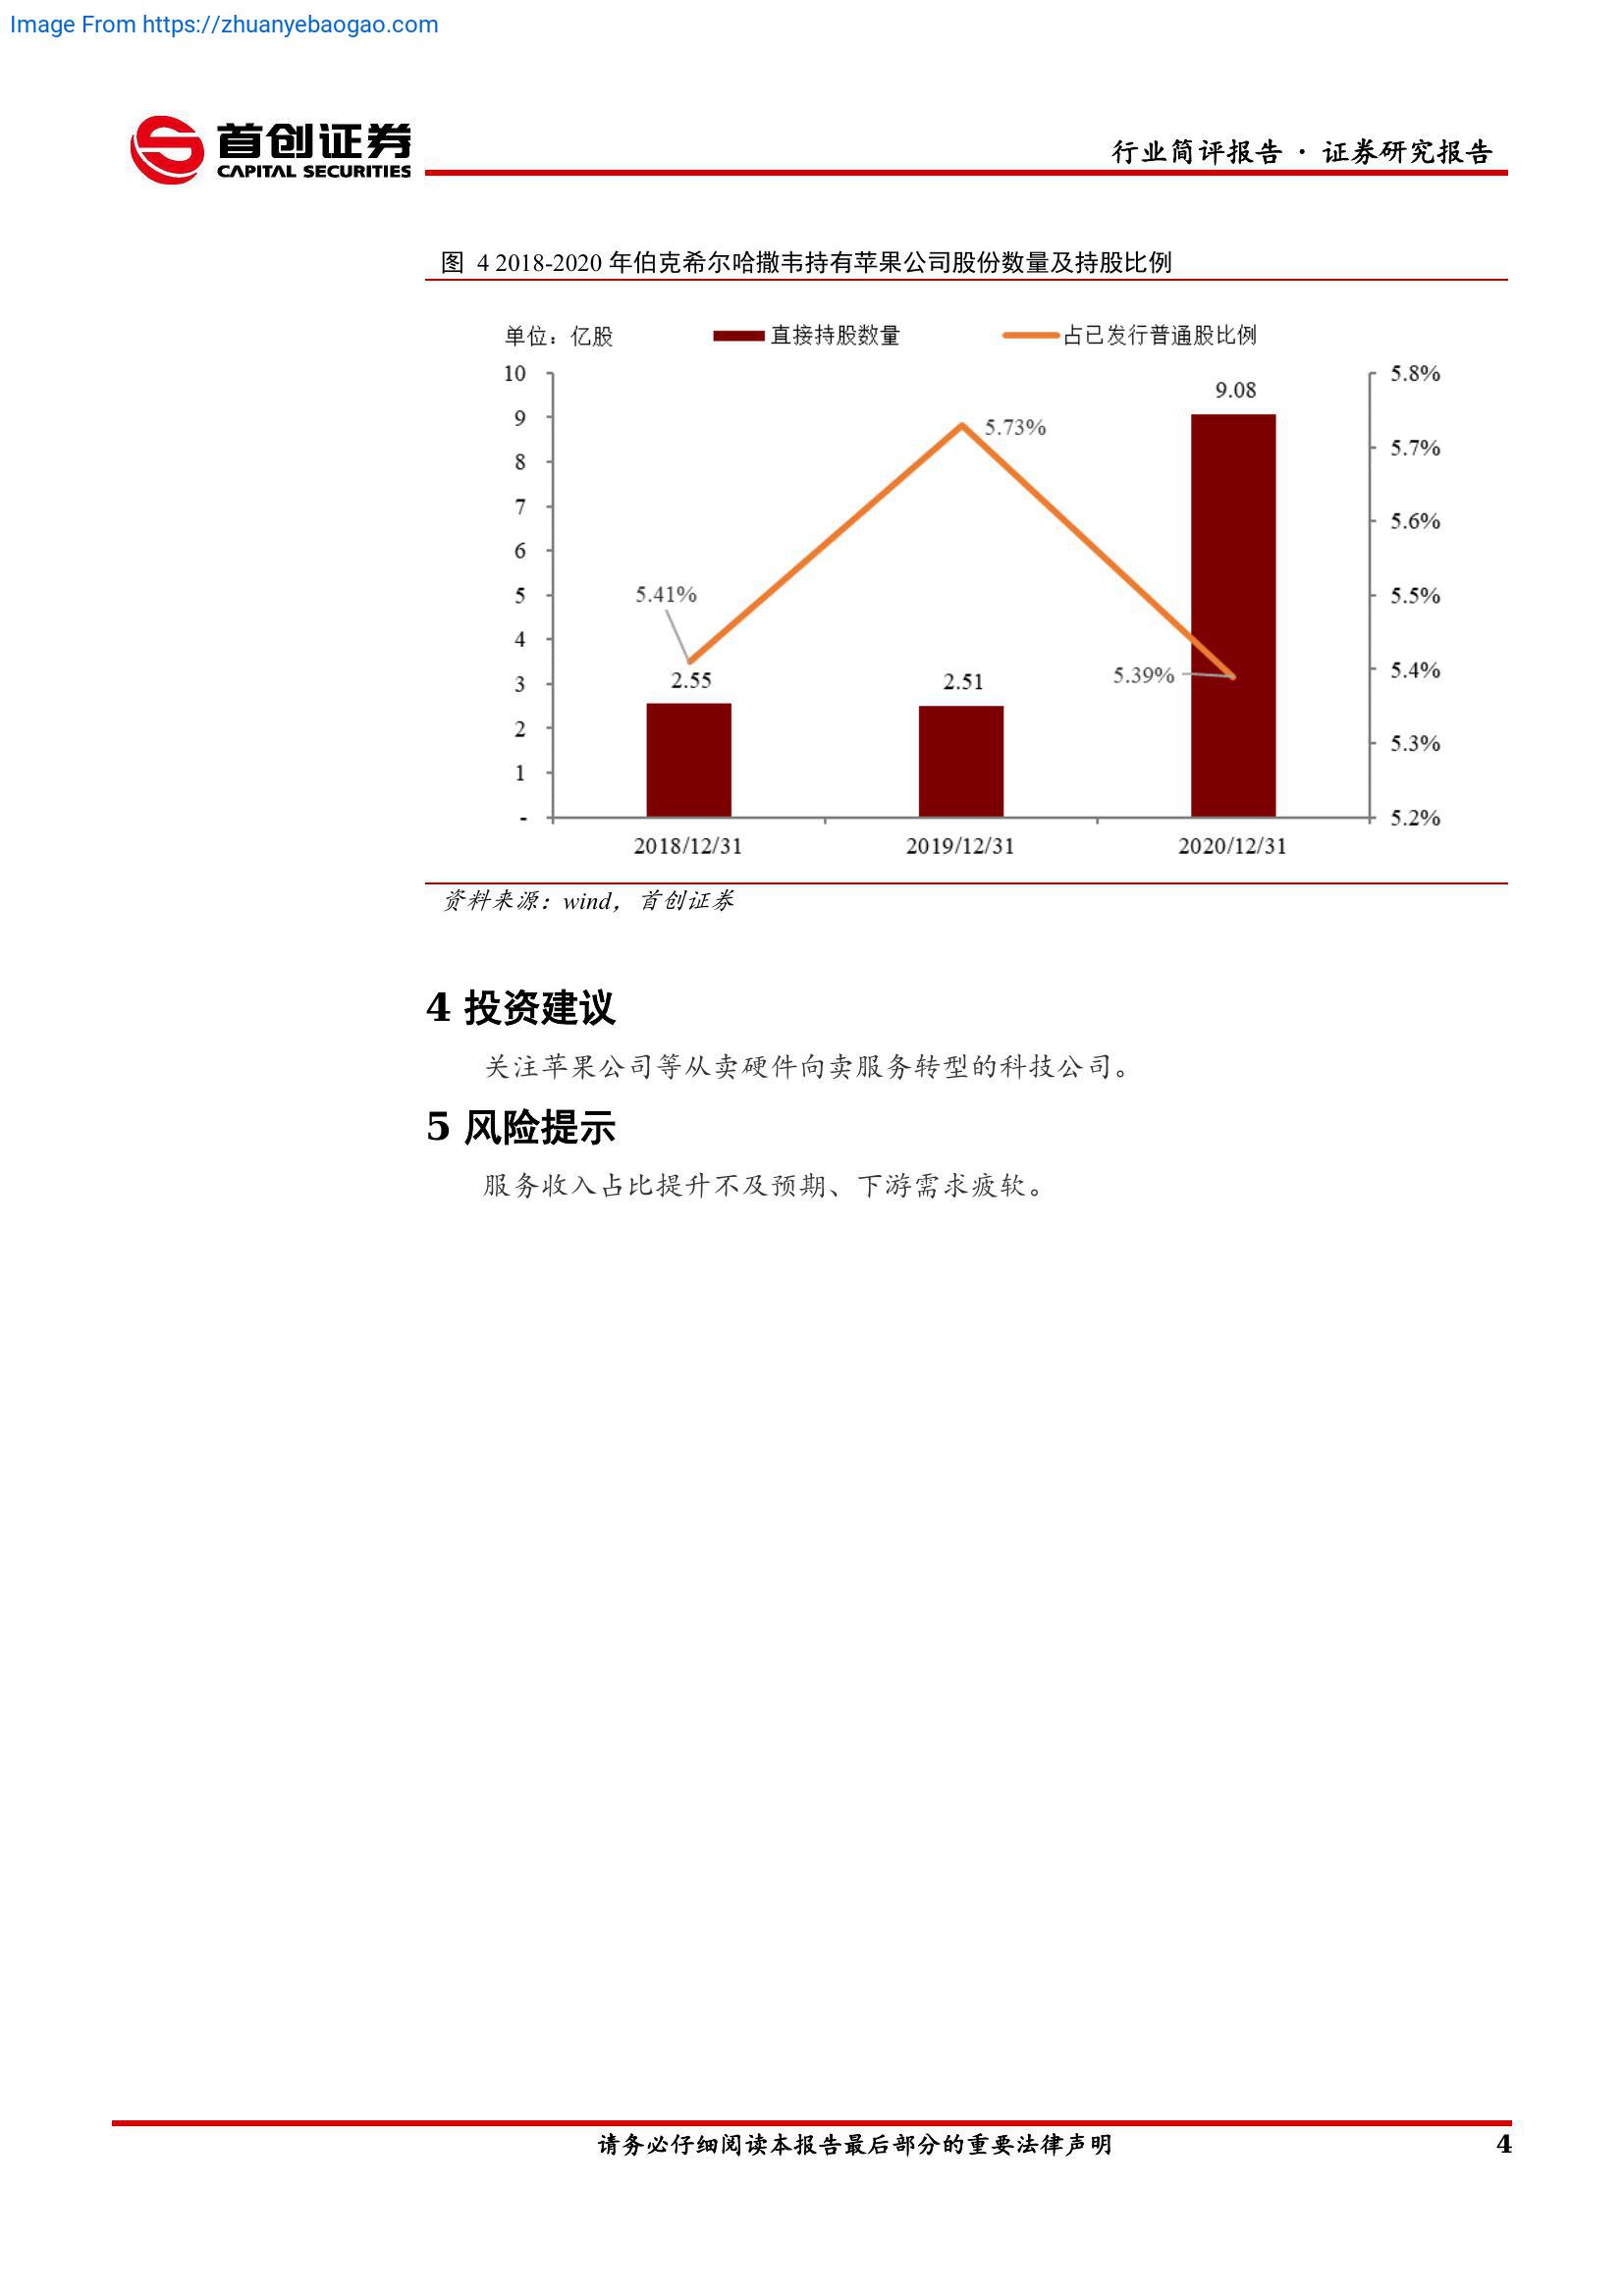 Image From https://zhuanyebaogao.com
首创证券
CAPITAL SECURITIES
行业简评报告 · 证券研究报告
图 4 2018-2020 年伯克希尔哈撒韦持有苹果公司股份数量及持股比例
单位：亿股 直接持股数量 占已发行普通股比例
10 5.8%
9.08
9 5.73%
8 5.7%
7
6 5.6%
5 5.41% 5.5%
4
3 2.55 2.51 5.39% 5.4%
2 5.3%
1
- 5.2%
2018/12/31 2019/12/31 2020/12/31
资料来源：wind，首创证券
4 投资建议
关注苹果公司等从卖硬件向卖服务转型的科技公司。
5 风险提示
服务收入占比提升不及预期、下游需求疲软。
请务必仔细阅读本报告最后部分的重要法律声明 4